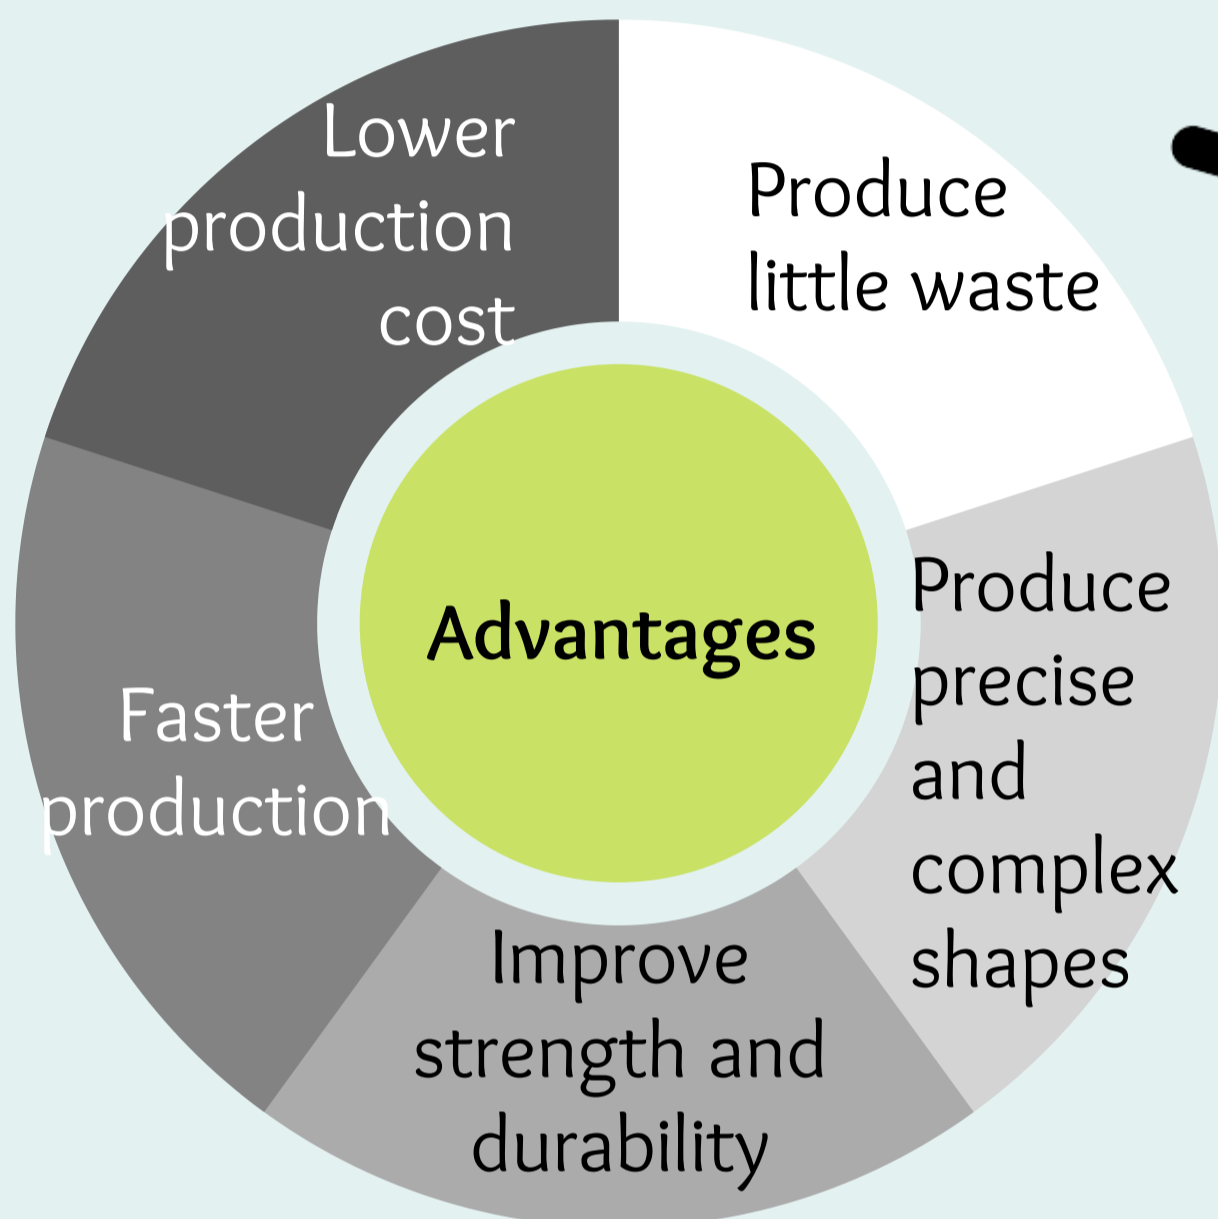 Lower
production
cost
Produce
little waste
Advantages
Produce
precise
and
complex
shapes
Faster
production
Improve
strength and
durability